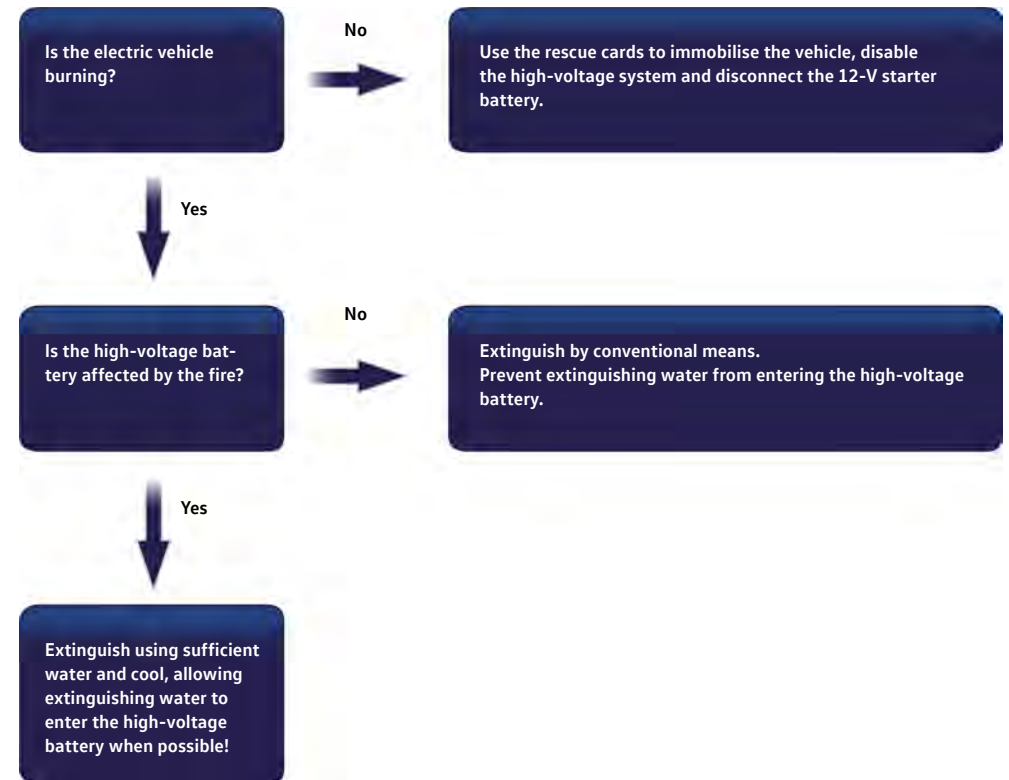 Is the electric vehicle
burning?
No
Use the rescue cards to immobilise the vehicle, disable
the high-voltage system and disconnect the 12-V starter
battery.
Yes
Is the high-voltage bat-
tery affected by the fire?
No
Extinguish by conventional means.
Prevent extinguishing water from entering the high-voltage
battery.
Yes
Extinguish using sufficient
water and cool, allowing
extinguishing water to
enter the high-voltage
battery when possible!